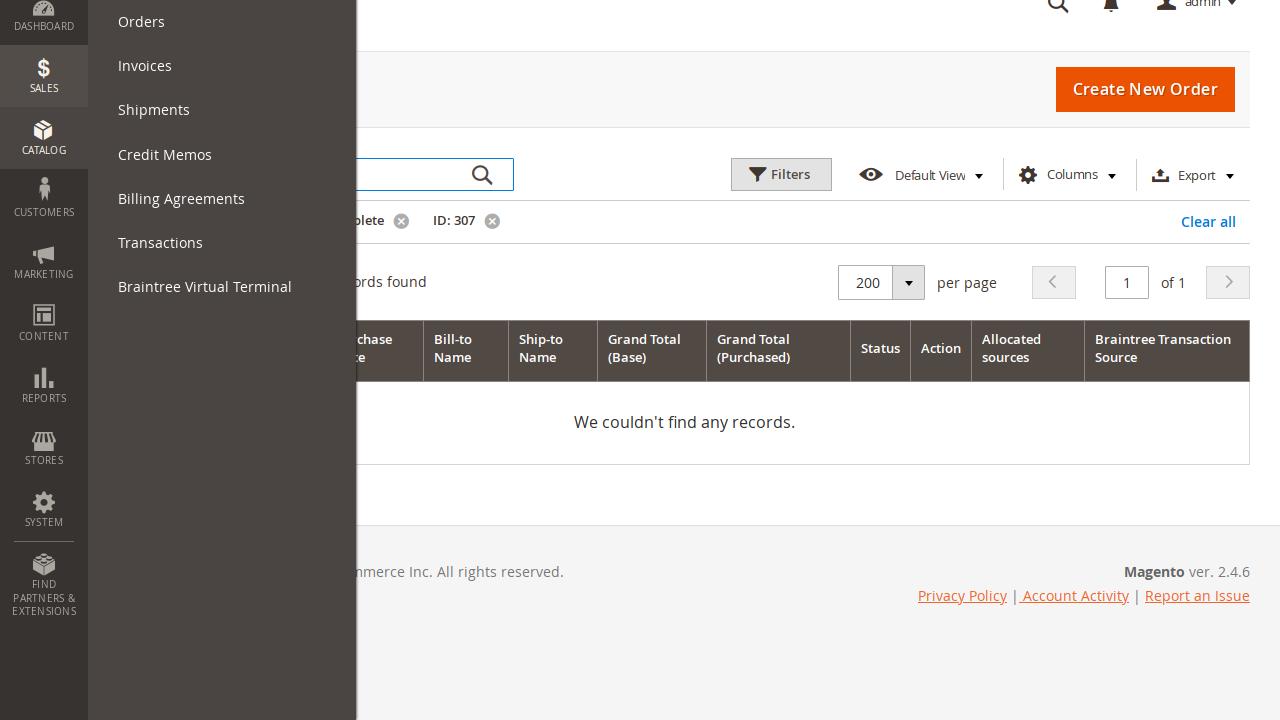 DASHBOARD
SALES
CATALOG
CUSTOMERS
MARKETING
CONTENT
REPORTS
STORES
SYSTEM
FIND
PARTNERS &
EXTENSIONS
Orders
Invoices
Shipments
Credit Memos
Billing Agreements
Transactions
Braintree Virtual Terminal
admin
Create New Order
Filters
Default View
Columns
Export
plete
ID: 307
Clear all
ords found
200
per page
1
of 1
chase
te
Bill-to
Name
Ship-to
Name
Grand Total
(Base)
Grand Total
(Purchased)
Status
Action
Allocated
sources
Braintree Transaction
Source
We couldn't find any records.
mmerce Inc. All rights reserved.
Magento ver. 2.4.6
Privacy Policy | Account Activity | Report an Issue